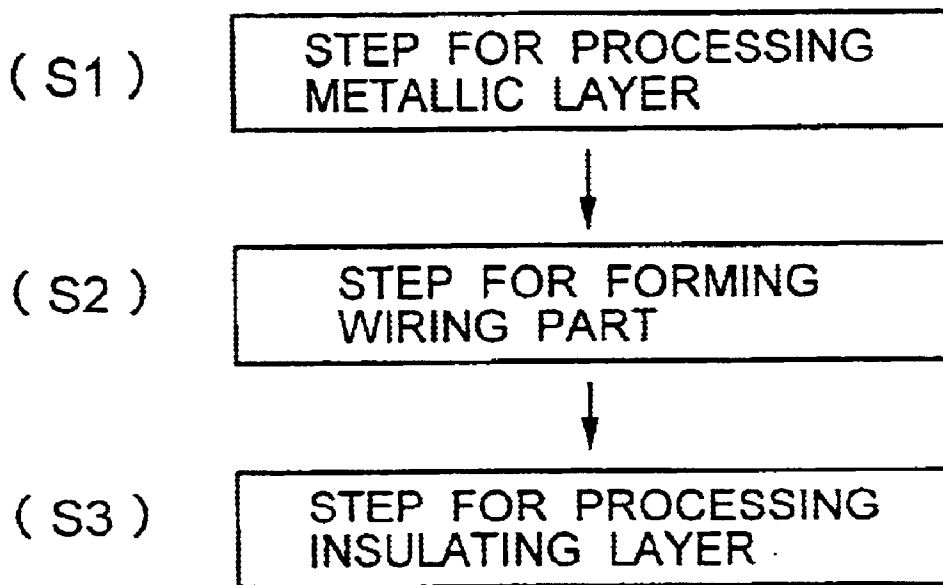 ( S1 )
STEP FOR PROCESSING
METALLIC LAYER
( S2 )
STEP FOR FORMING
WIRING PART
( S3 )
STEP FOR PROCESSING
INSULATING LAYER